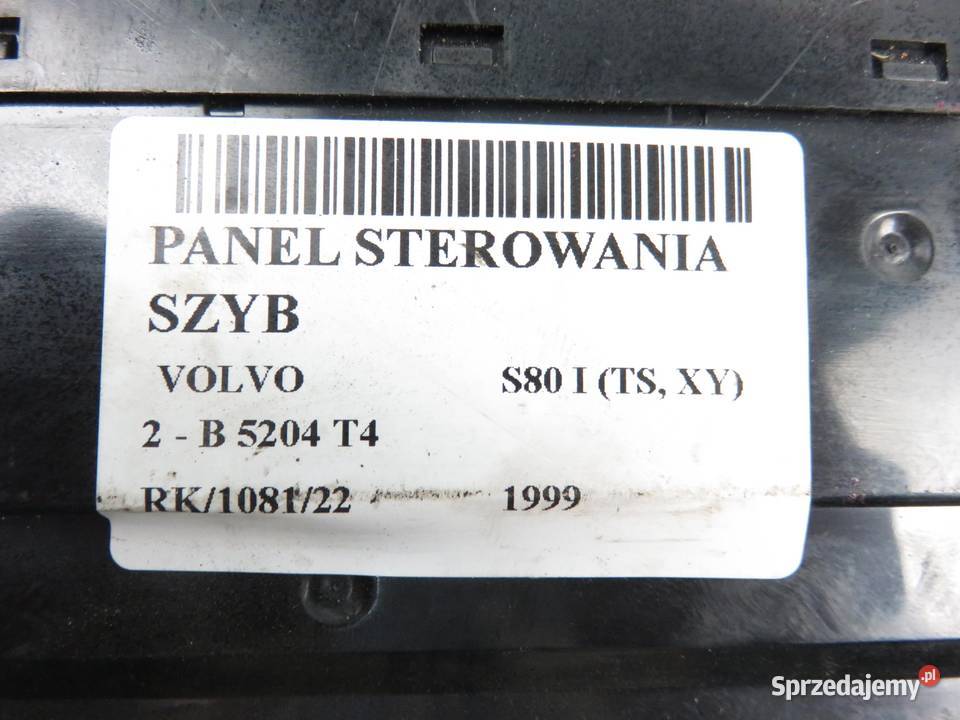 PANEL STEROWANIA
SZYB
VOLVO S80 I (TS, XY)
2 - B 5204 T4
RK/1081/22 1999
Sprzedajemy.pl